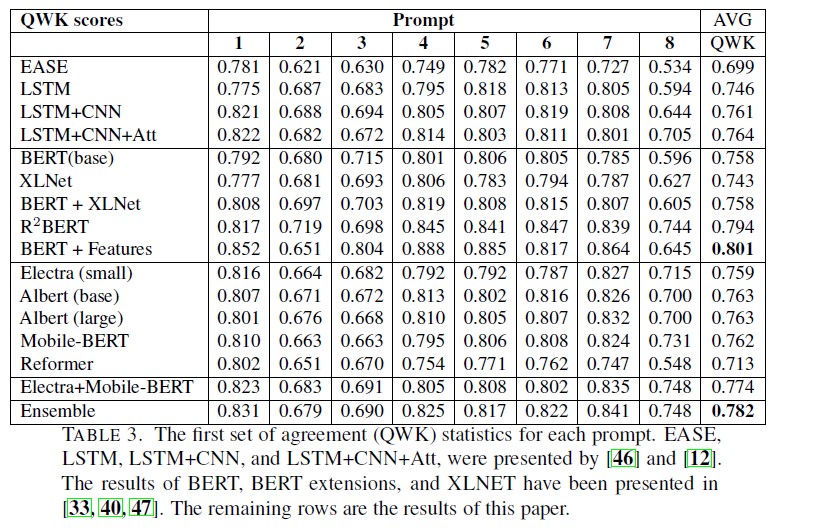 QWK scores Prompt AVG
1 2 3 4 5 6 7 8 QWK
EASE 0.781 0.621 0.630 0.749 0.782 0.771 0.727 0.534 0.699
LSTM 0.775 0.687 0.683 0.795 0.818 0.813 0.805 0.594 0.746
LSTM+CNN 0.821 0.688 0.694 0.805 0.807 0.819 0.808 0.644 0.761
LSTM+CNN+Att 0.822 0.682 0.672 0.814 0.803 0.811 0.801 0.705 0.764
BERT(base) 0.792 0.680 0.715 0.801 0.806 0.805 0.785 0.596 0.758
XLNet 0.777 0.681 0.693 0.806 0.783 0.794 0.787 0.627 0.743
BERT + XLNet 0.808 0.697 0.703 0.819 0.808 0.815 0.807 0.605 0.758
R²BERT 0.817 0.719 0.698 0.845 0.841 0.847 0.839 0.744 0.794
BERT + Features 0.852 0.651 0.804 0.888 0.885 0.817 0.864 0.645 0.801
Electra (small) 0.816 0.664 0.682 0.792 0.792 0.787 0.827 0.715 0.759
Albert (base) 0.807 0.671 0.672 0.813 0.802 0.816 0.826 0.700 0.763
Albert (large) 0.801 0.676 0.668 0.810 0.805 0.807 0.832 0.700 0.763
Mobile-BERT 0.810 0.663 0.663 0.795 0.806 0.808 0.824 0.731 0.762
Reformer 0.802 0.651 0.670 0.754 0.771 0.762 0.747 0.548 0.713
Electra+Mobile-BERT 0.823 0.683 0.691 0.805 0.808 0.802 0.835 0.748 0.774
Ensemble 0.831 0.679 0.690 0.825 0.817 0.822 0.841 0.748 0.782
TABLE 3. The first set of agreement (QWK) statistics for each prompt. EASE,
LSTM, LSTM+CNN, and LSTM+CNN+Att, were presented by [46] and [12].
The results of BERT, BERT extensions, and XLNET have been presented in
[33, 40, 47]. The remaining rows are the results of this paper.